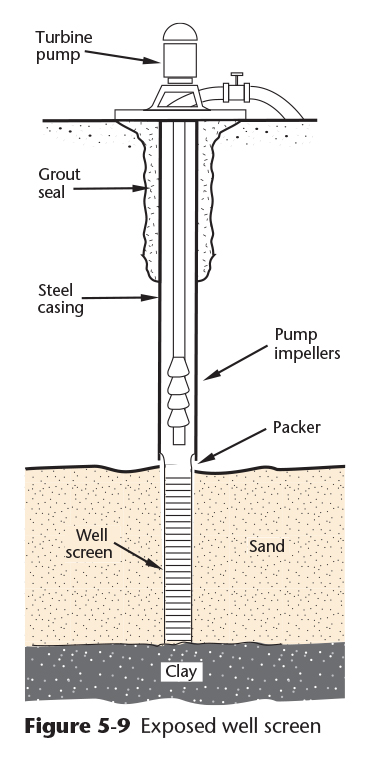 Turbine
pump
Grout
seal
Steel
casing
Pump
impellers
Packer
Well
screen
Sand
Clay
Figure 5-9 Exposed well screen